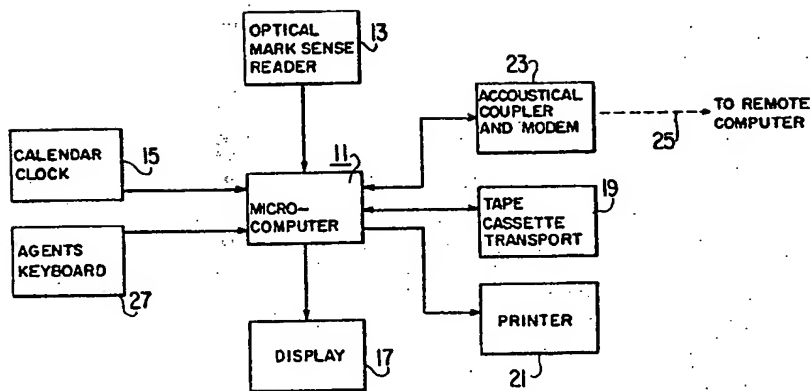 OPTICAL
MARK SENSE
READER
13
23
ACCOUSTICAL
COUPLER
AND MODEM
25
TO REMOTE
COMPUTER
CALENDAR
CLOCK
15
11
MICRO-
COMPUTER
TAPE
CASSETTE
TRANSPORT
19
AGENTS
KEYBOARD
27
DISPLAY
17
PRINTER
21